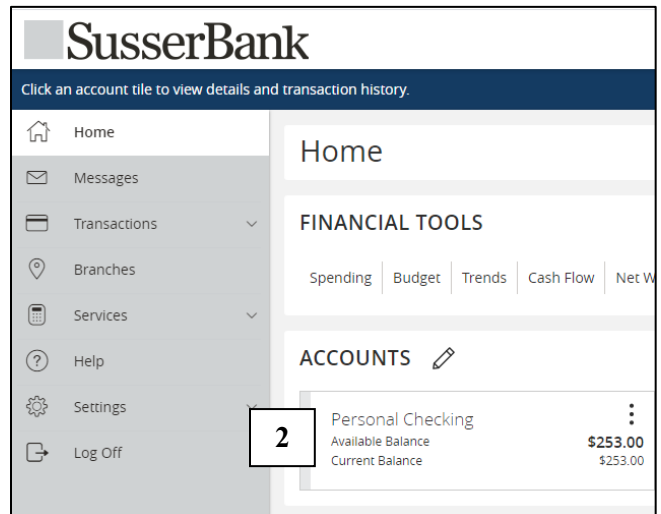 SusserBank
Click an account tile to view details and transaction history.
Home
Messages
Transactions
Branches
Services
Help
Settings
Log Off
Home
FINANCIAL TOOLS
Spending Budget Trends Cash Flow Net W
ACCOUNTS
2
Personal Checking
Available Balance $253.00
Current Balance $253.00